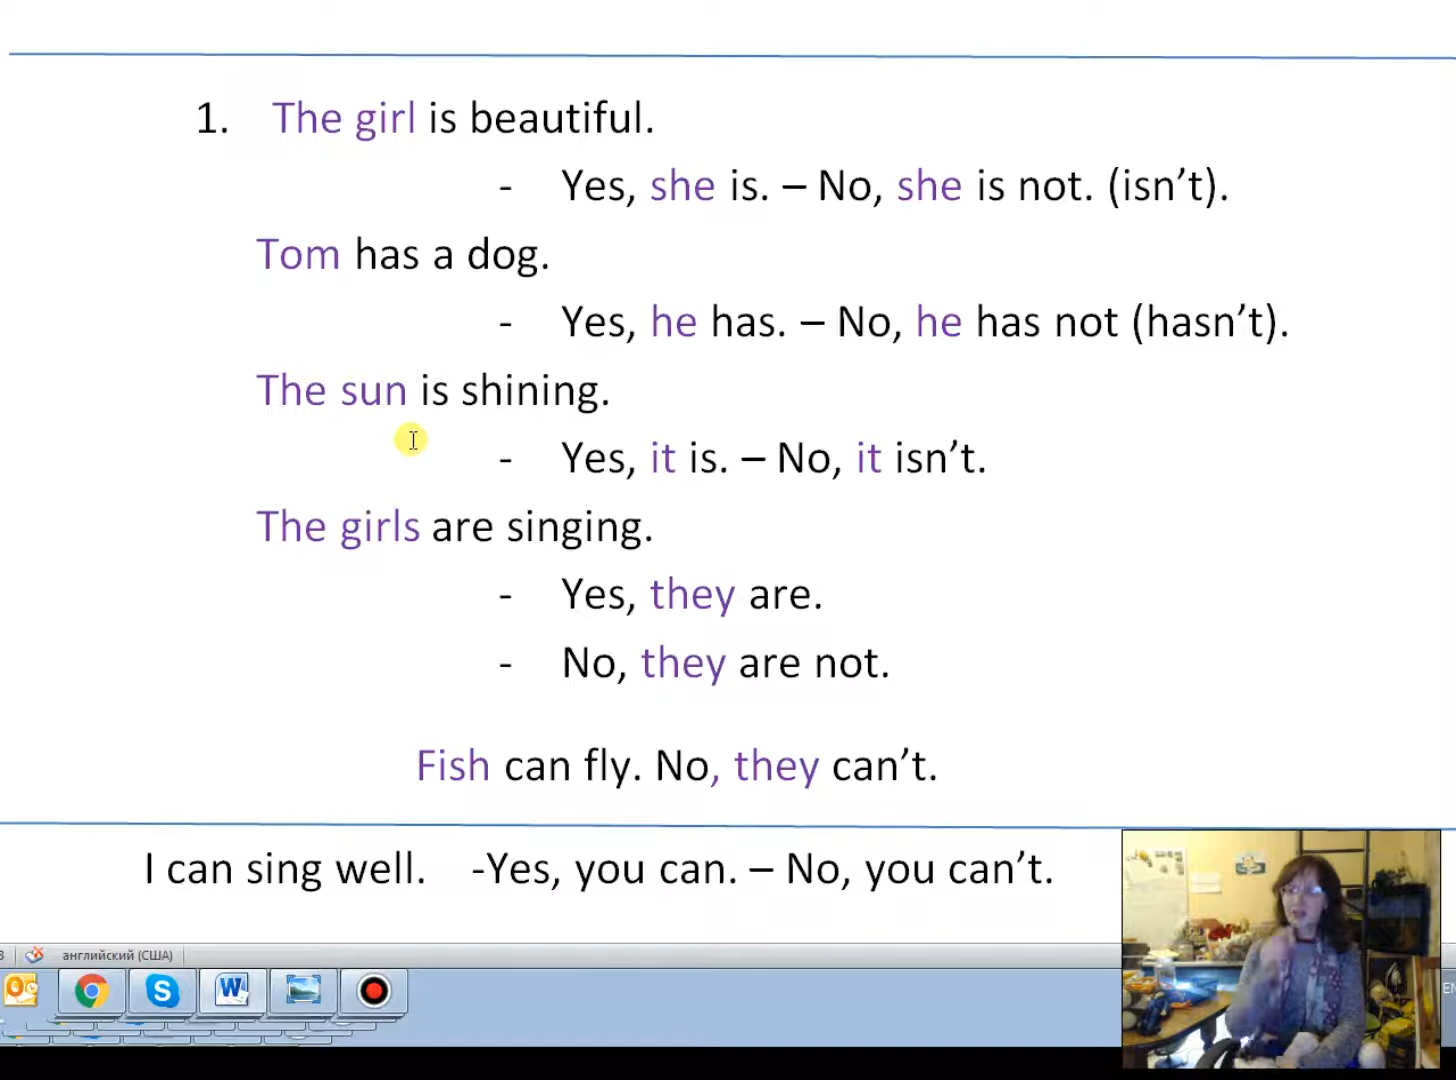 1. The girl is beautiful.
- Yes, she is. – No, she is not. (isn’t).
Tom has a dog.
- Yes, he has. – No, he has not (hasn’t).
The sun is shining.
- Yes, it is. – No, it isn’t.
The girls are singing.
- Yes, they are.
- No, they are not.
Fish can fly. No, they can’t.
I can sing well. -Yes, you can. – No, you can’t.
английский (США)
EN